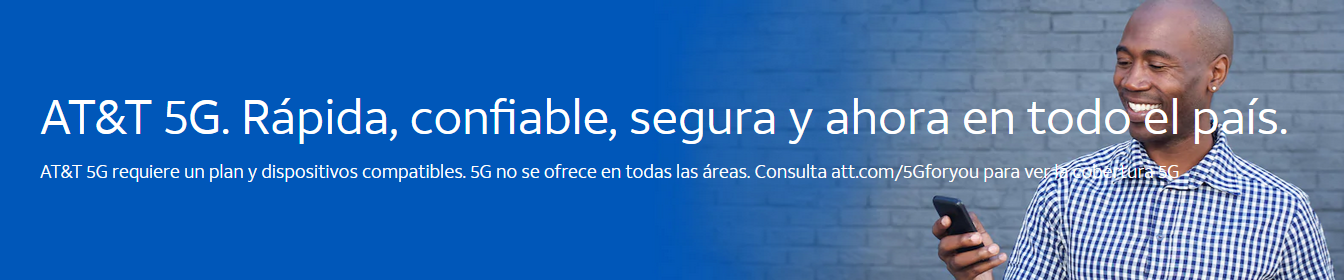 AT&T 5G. Rápida, confiable, segura y ahora en todo el país.
AT&T 5G requiere un plan y dispositivos compatibles. 5G no se ofrece en todas las áreas. Consulta att.com/5Gforyou para ver la cobertura 5G